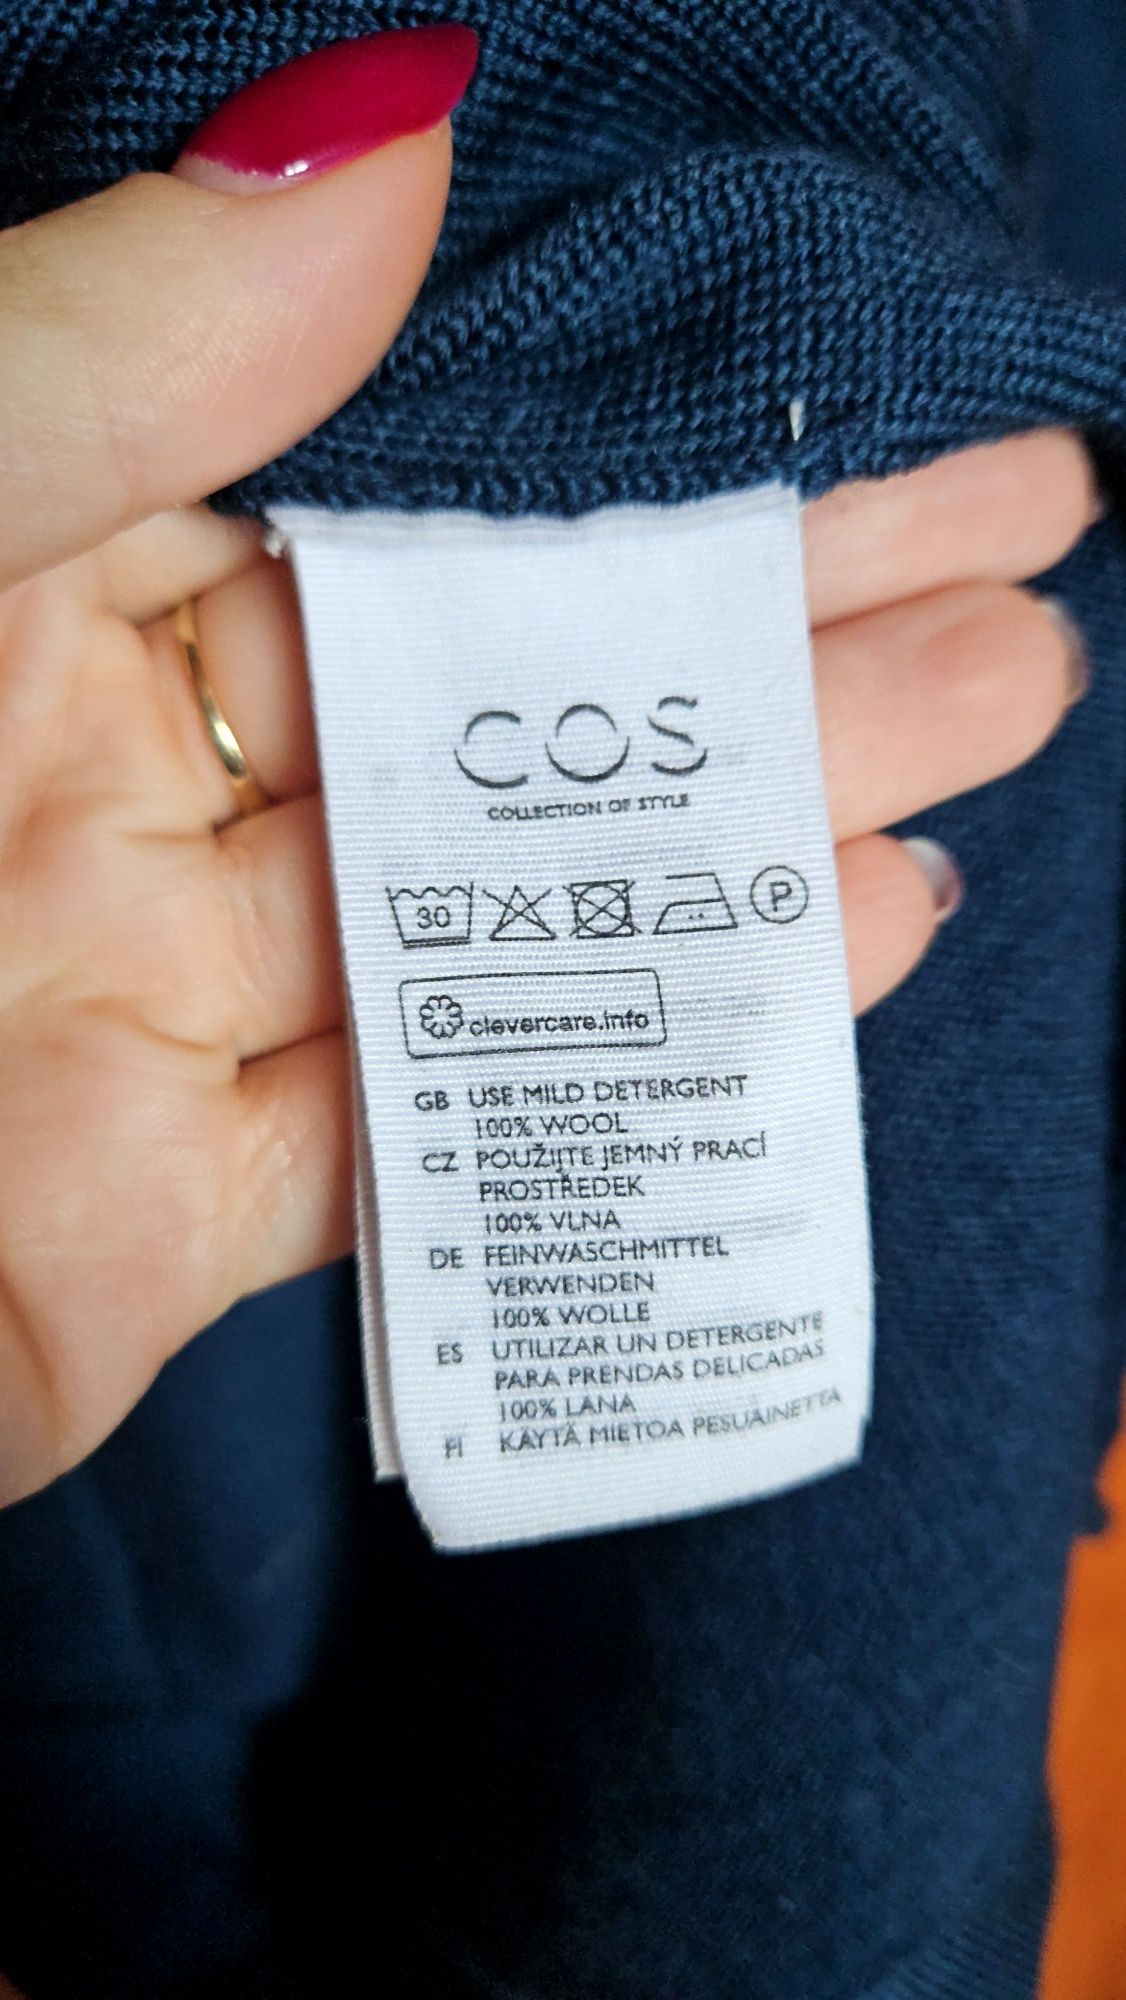 COS
COLLECTION OF STYLE
30
P
clevercare.info
GB USE MILD DETERGENT
100% WOOL
CZ POUŽIJTE JEMNÝ PRACÍ
PROSTŘEDEK
100% VLNA
DE FEINWASCHMITTEL
VERWENDEN
100% WOLLE
ES UTILIZAR UN DETERGENTE
PARA PRENDAS DELICADAS
100% LANA
FI KÄYTÄ MIETOA PESUAINETTA